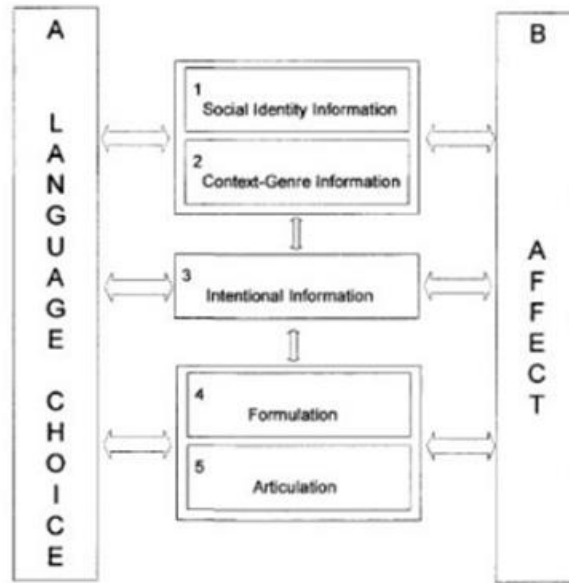 A LANGUAGE CHOICE
1
Social Identity Information
2
Context-Genre Information
3
Intentional Information
4
Formulation
5
Articulation
B AFFECT